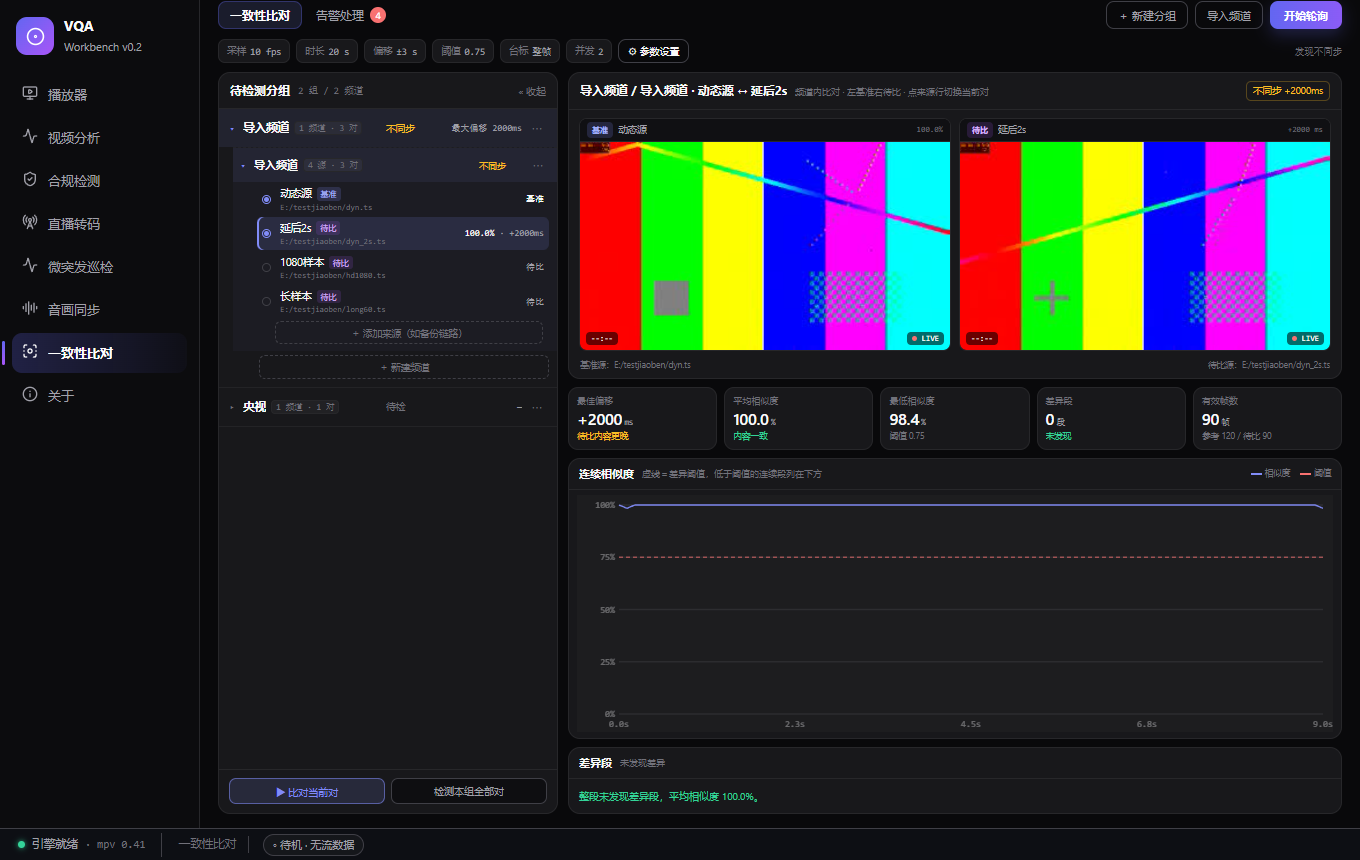 VQA
Workbench v0.2
播放器
视频分析
合规检测
直播转码
微突发巡检
音画同步
一致性比对
关于
一致性比对 告警处理 4
+ 新建分组 导入频道 开始轮询
采样 10 fps 时长 20 s 偏移 ±3 s 阈值 0.75 台标 整帧 并发 2 参数设置 发现不同步
待检测分组 2 组 / 2 频道 « 收起
导入频道 1 频道 · 3 对 不同步 最大偏移 2000ms ···
导入频道 4 源 · 3 对 不同步 ···
动态源 基准
E:/testjiaoben/dyn.ts
基准
延后2s 待比
E:/testjiaoben/dyn_2s.ts
100.0% · +2000ms
1080样本 待比
E:/testjiaoben/hd1080.ts
待比
长样本 待比
E:/testjiaoben/long60.ts
待比
+ 添加来源（如备份链路）
+ 新建频道
央视 1 频道 · 1 对 待检 – ···
▶ 比对当前对 检测本组全部对
导入频道 / 导入频道 · 动态源 ↔ 延后2s 频道内比对 · 左基准右待比 · 点来源行切换当前对 不同步 +2000ms
基准 动态源 100.0%
--:--
LIVE
待比 延后2s +2000 ms
--:--
LIVE
基准源：E:/testjiaoben/dyn.ts 待比源：E:/testjiaoben/dyn_2s.ts
最佳偏移
+2000 ms
待比内容更晚
平均相似度
100.0 %
内容一致
最低相似度
98.4 %
阈值 0.75
差异段
0 段
未发现
有效帧数
90 帧
参考 120 / 待比 90
连续相似度 虚线 = 差异阈值，低于阈值的连续段列在下方 相似度 阈值
100%
75%
50%
25%
0%
0.0s 2.3s 4.5s 6.8s 9.0s
差异段 未发现差异
整段未发现差异段，平均相似度 100.0%。
引擎就绪 · mpv 0.41 一致性比对 待机 · 无流数据